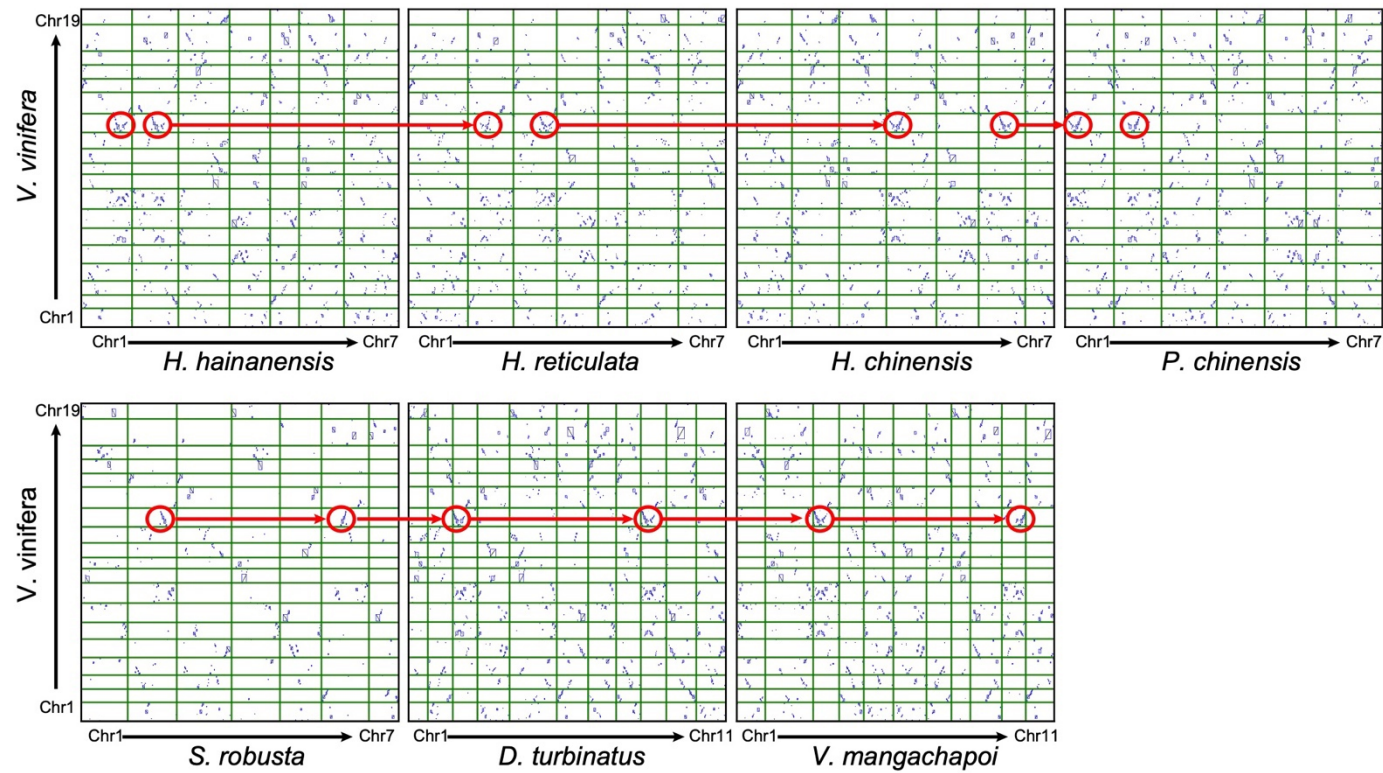 Chr19
V. vinifera
Chr1
Chr1 Chr7 Chr1 Chr7 Chr1 Chr7 Chr1 Chr7
H. hainanensis H. reticulata H. chinensis P. chinensis
Chr19
V. vinifera
Chr1
Chr1 Chr7 Chr1 Chr11 Chr1 Chr11
S. robusta D. turbinatus V. mangachapoi